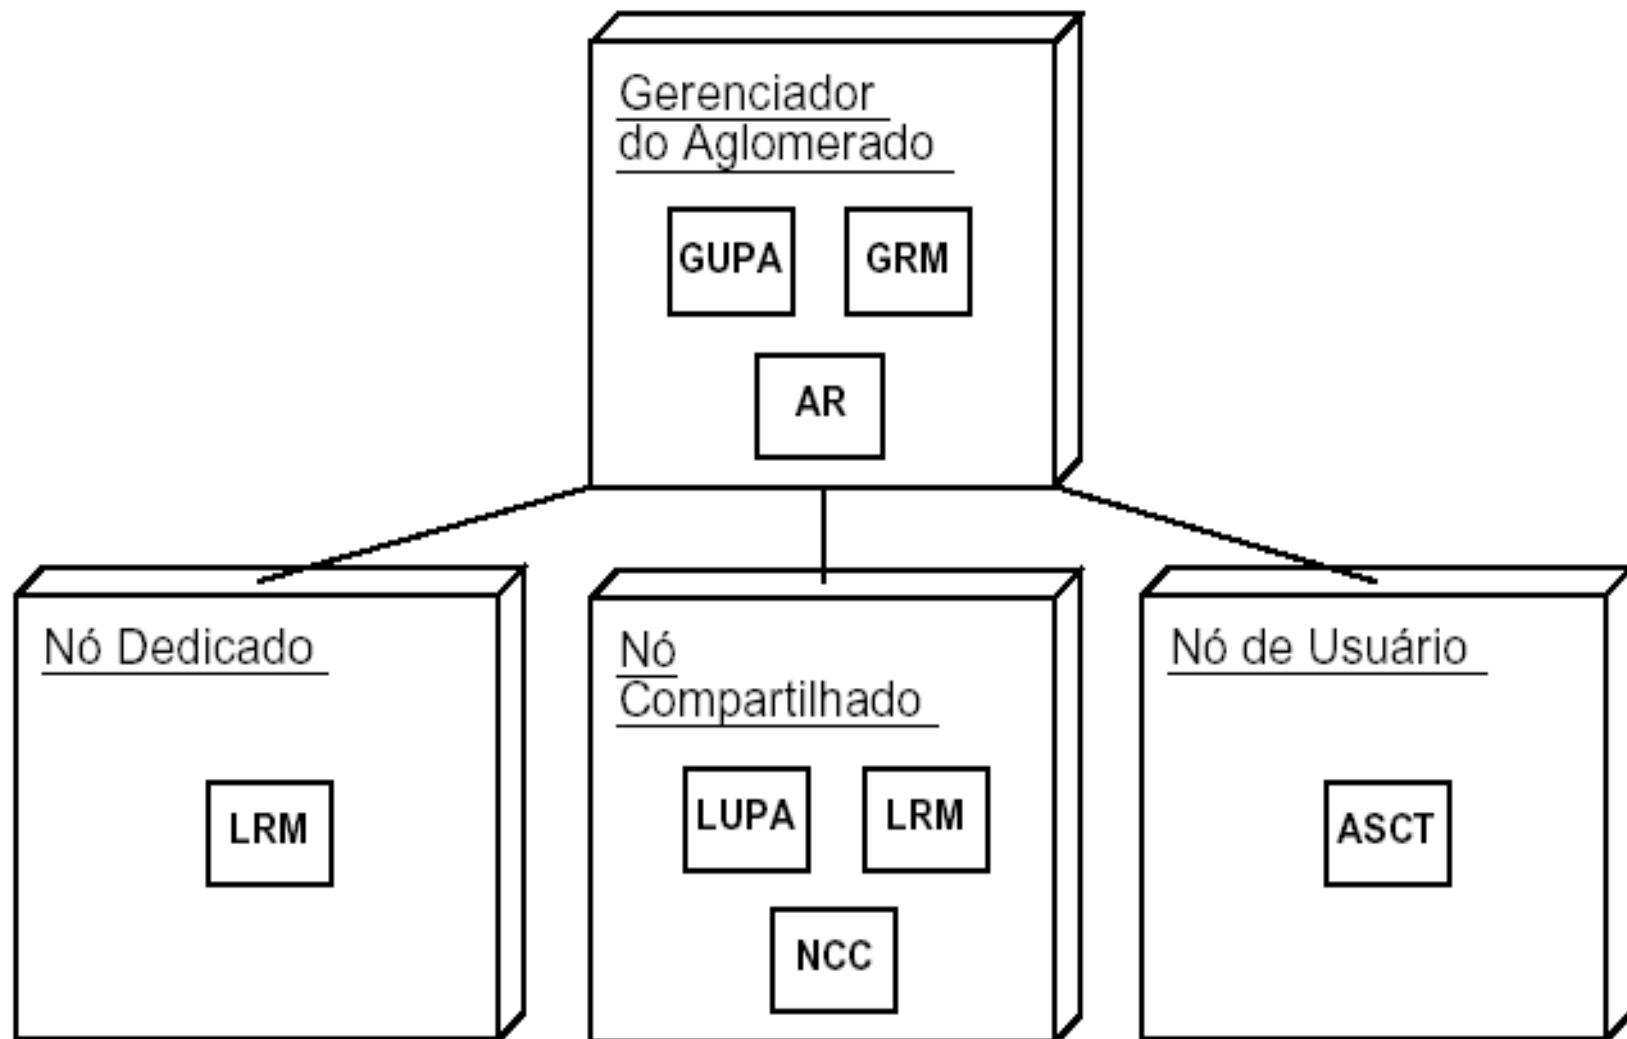 Gerenciador
do Aglomerado
GUPA
GRM
AR
Nó Dedicado
LRM
Nó
Compartilhado
LUPA
LRM
NCC
Nó de Usuário
ASCT